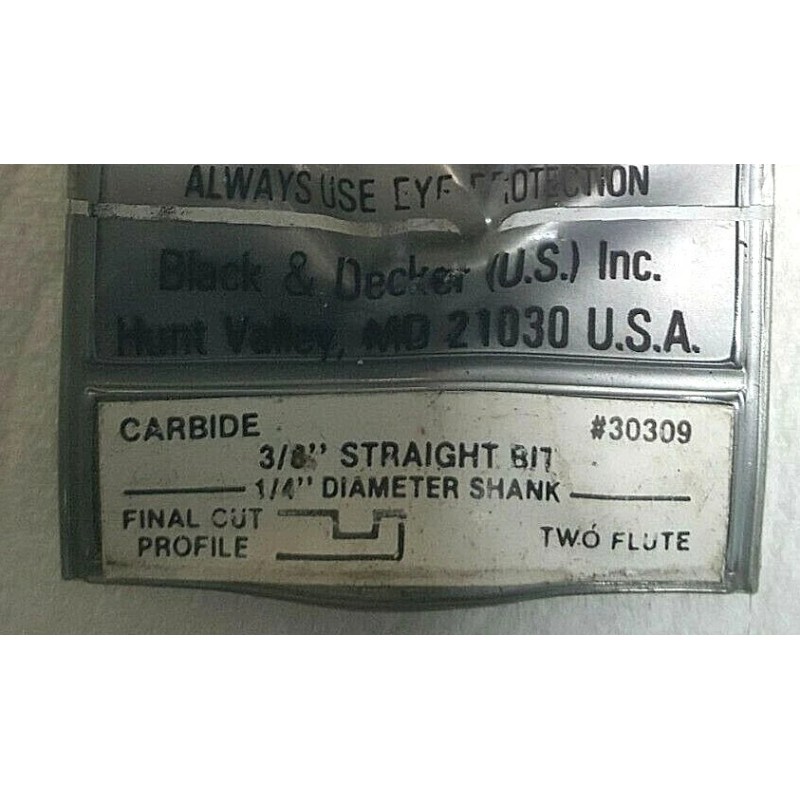 ALWAYS USE EYE PROTECTION
Black & Decker (U.S.) Inc.
Hunt Valley, MD 21030 U.S.A.
CARBIDE #30309
3/8" STRAIGHT BIT
1/4" DIAMETER SHANK
FINAL CUT
PROFILE
TWO FLUTE